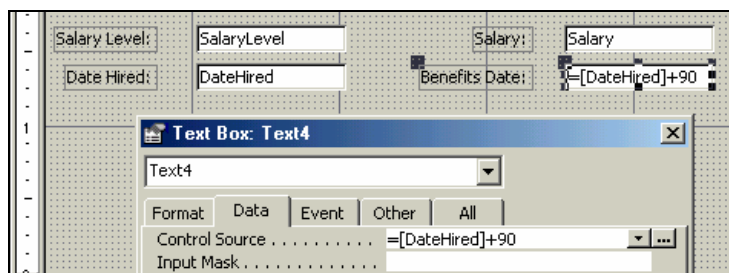 Salary Level: SalaryLevel Salary: Salary
Date Hired: DateHired Benefits Date: =[DateHired]+90
1
Text Box: Text4
Text4
Format Data Event Other All
Control Source . . . . . . . . . . =[DateHired]+90 ...
Input Mask. . . . . . . . . . . . .